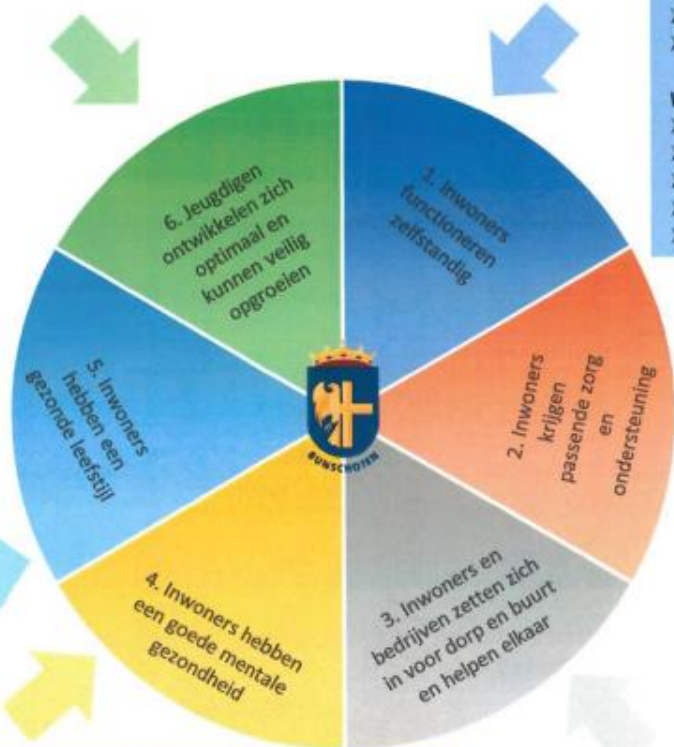 1. Inwoners
functioneren
zelfstandig
2. Inwoners
krijgen
passende zorg
en
ondersteuning
3. Inwoners en
bedrijven zetten zich
in voor dorp en buurt
en helpen elkaar
4. Inwoners hebben
een goede mentale
gezondheid
5. Inwoners
hebben een
gezonde leefstijl
6. Jeugdigen
ontwikkelen zich
optimaal en
kunnen veilig
opgroeien
BUNSCHOTEN